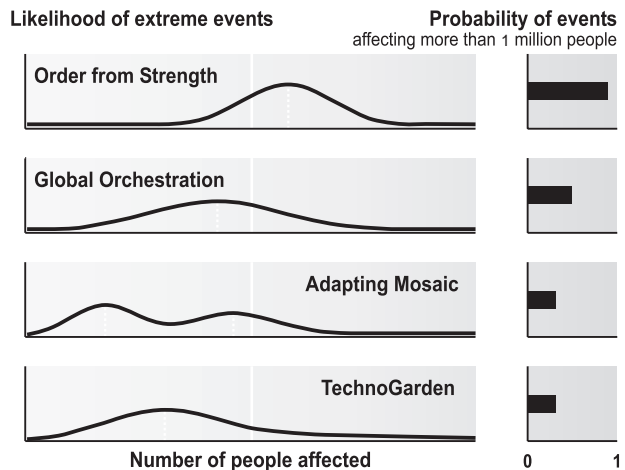 Likelihood of extreme events
Probability of events
affecting more than 1 million people
Order from Strength
Global Orchestration
Adapting Mosaic
TechnoGarden
Number of people affected
0 1